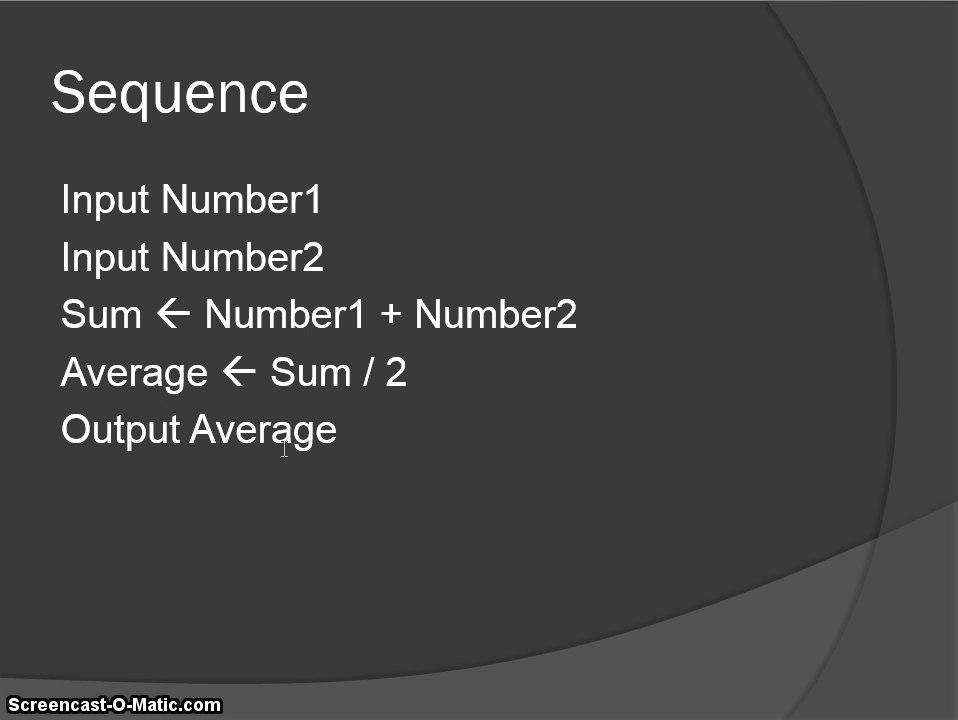 Sequence
Input Number1
Input Number2
Sum ← Number1 + Number2
Average ← Sum / 2
Output Average
Screencast-O-Matic.com